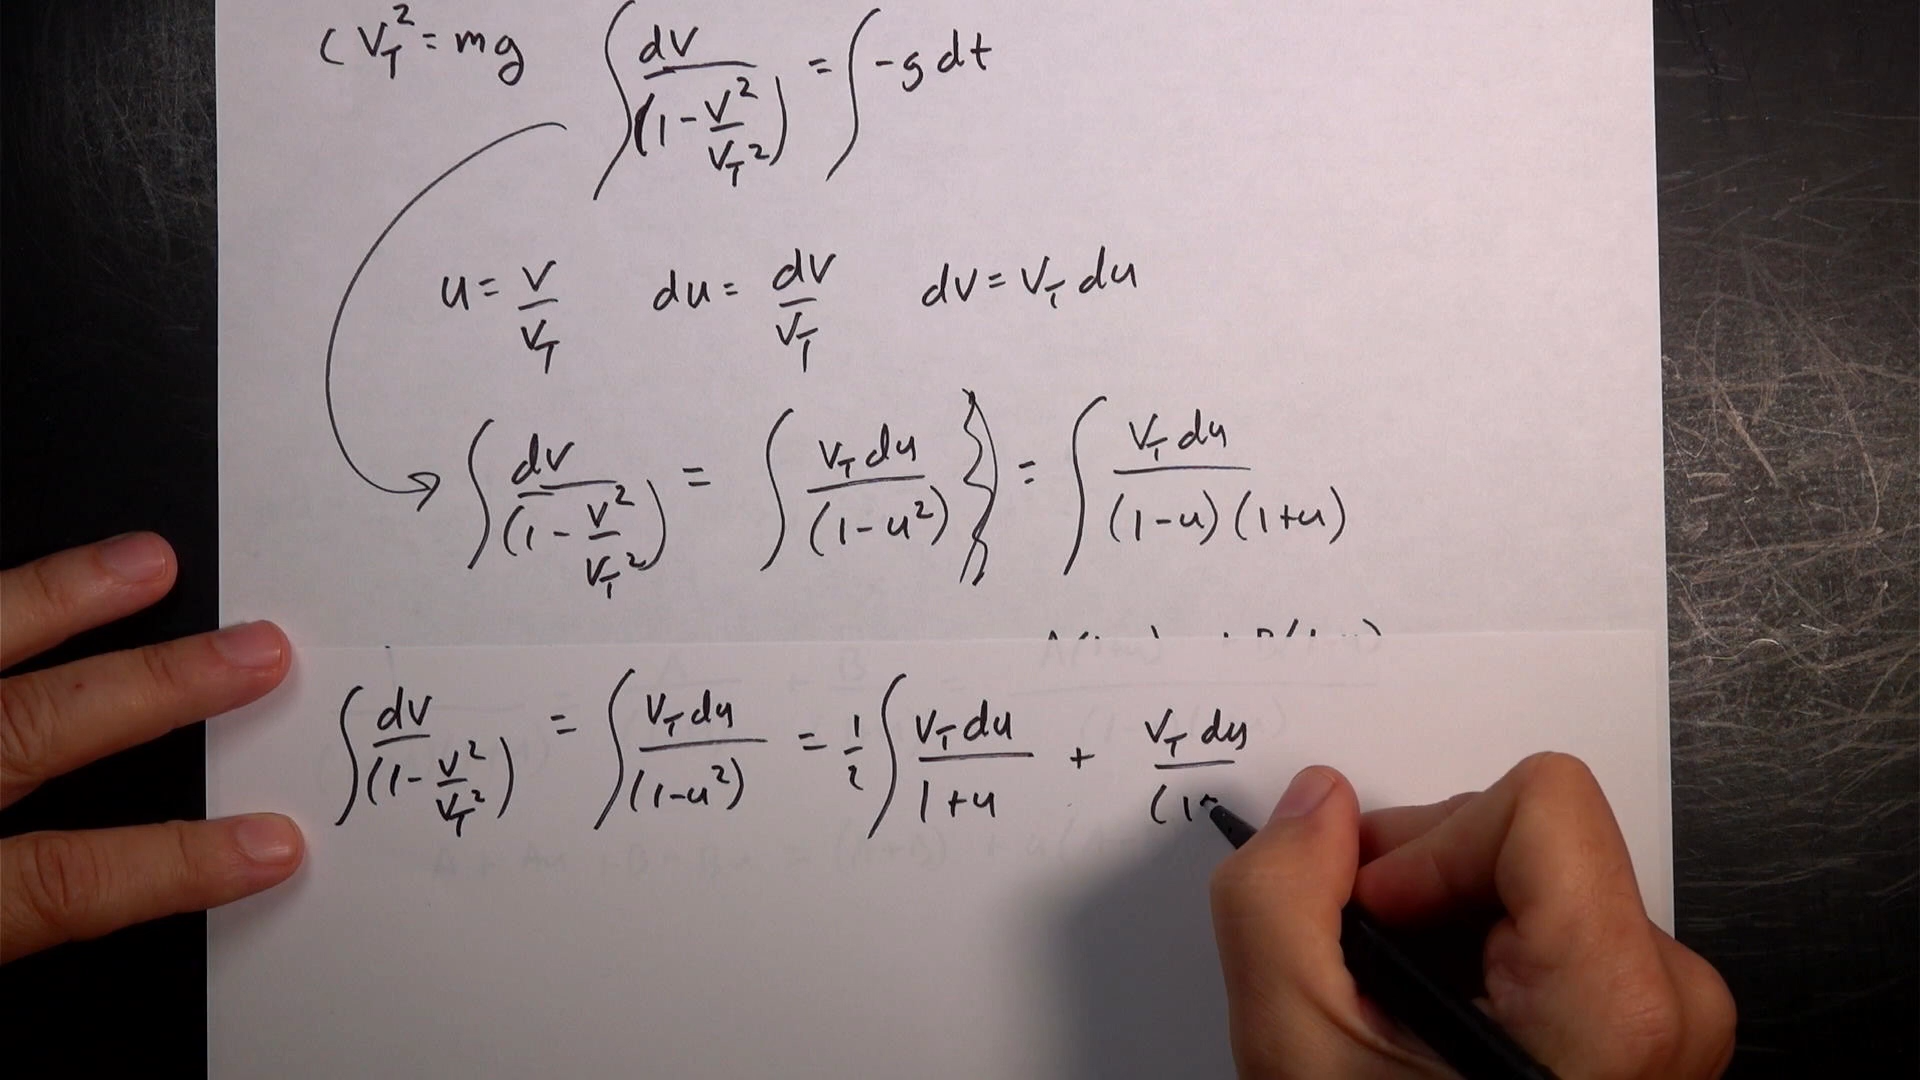 CV_T^2 = mg   ∫ dv/(1 - v^2/V_T^2) = ∫ -g dt
u = v/V_T   du = dv/V_T   dv = V_T du
∫ dv/(1 - v^2/V_T^2) = ∫ V_T du/(1-u^2) } = ∫ V_T du/((1-u)(1+u))
∫ dv/(1 - v^2/V_T^2) = ∫ V_T du/(1-u^2) = 1/2 ∫ V_T du/(1+u) + V_T du/(1-